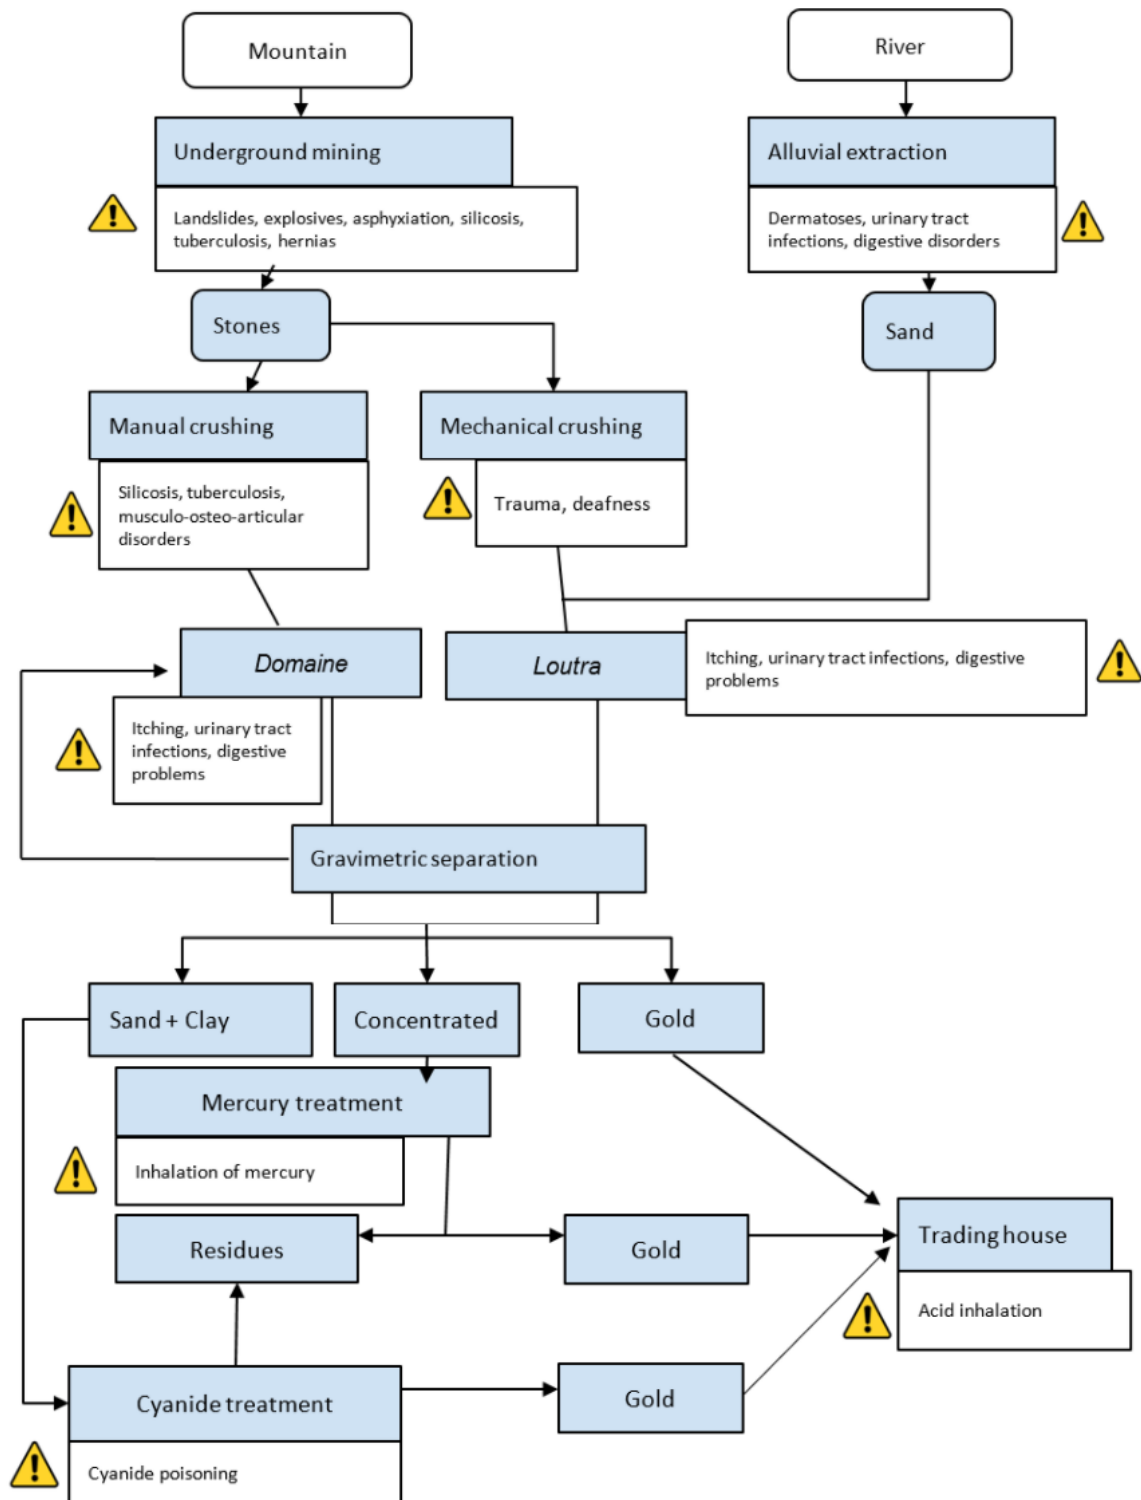 Mountain
River
Underground mining
Alluvial extraction
Landslides, explosives, asphyxiation, silicosis,
tuberculosis, hernias
Dermatoses, urinary tract
infections, digestive disorders
Stones
Sand
Manual crushing
Mechanical crushing
Silicosis, tuberculosis,
musculo-osteo-articular
disorders
Trauma, deafness
Domaine
Loutra
Itching, urinary tract infections, digestive
problems
Itching, urinary tract
infections, digestive
problems
Gravimetric separation
Sand + Clay
Concentrated
Gold
Mercury treatment
Inhalation of mercury
Residues
Gold
Trading house
Acid inhalation
Cyanide treatment
Gold
Cyanide poisoning